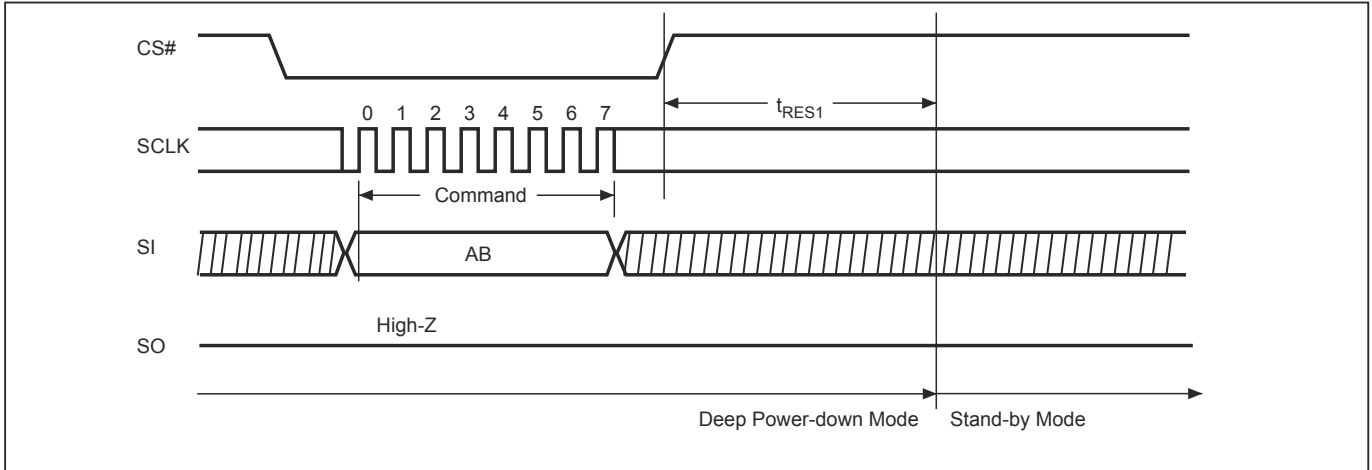 CS#
t_RES1
0 1 2 3 4 5 6 7
SCLK
Command
SI
AB
High-Z
SO
Deep Power-down Mode Stand-by Mode